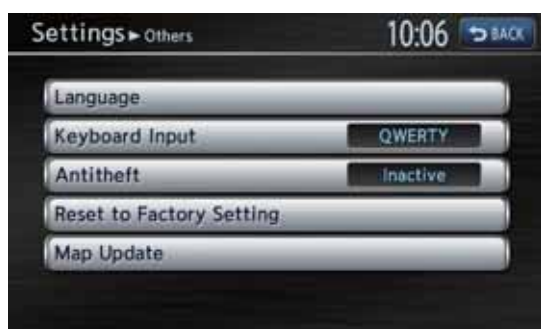 Settings ► Others 10:06 BACK
Language
Keyboard Input QWERTY
Antitheft Inactive
Reset to Factory Setting
Map Update